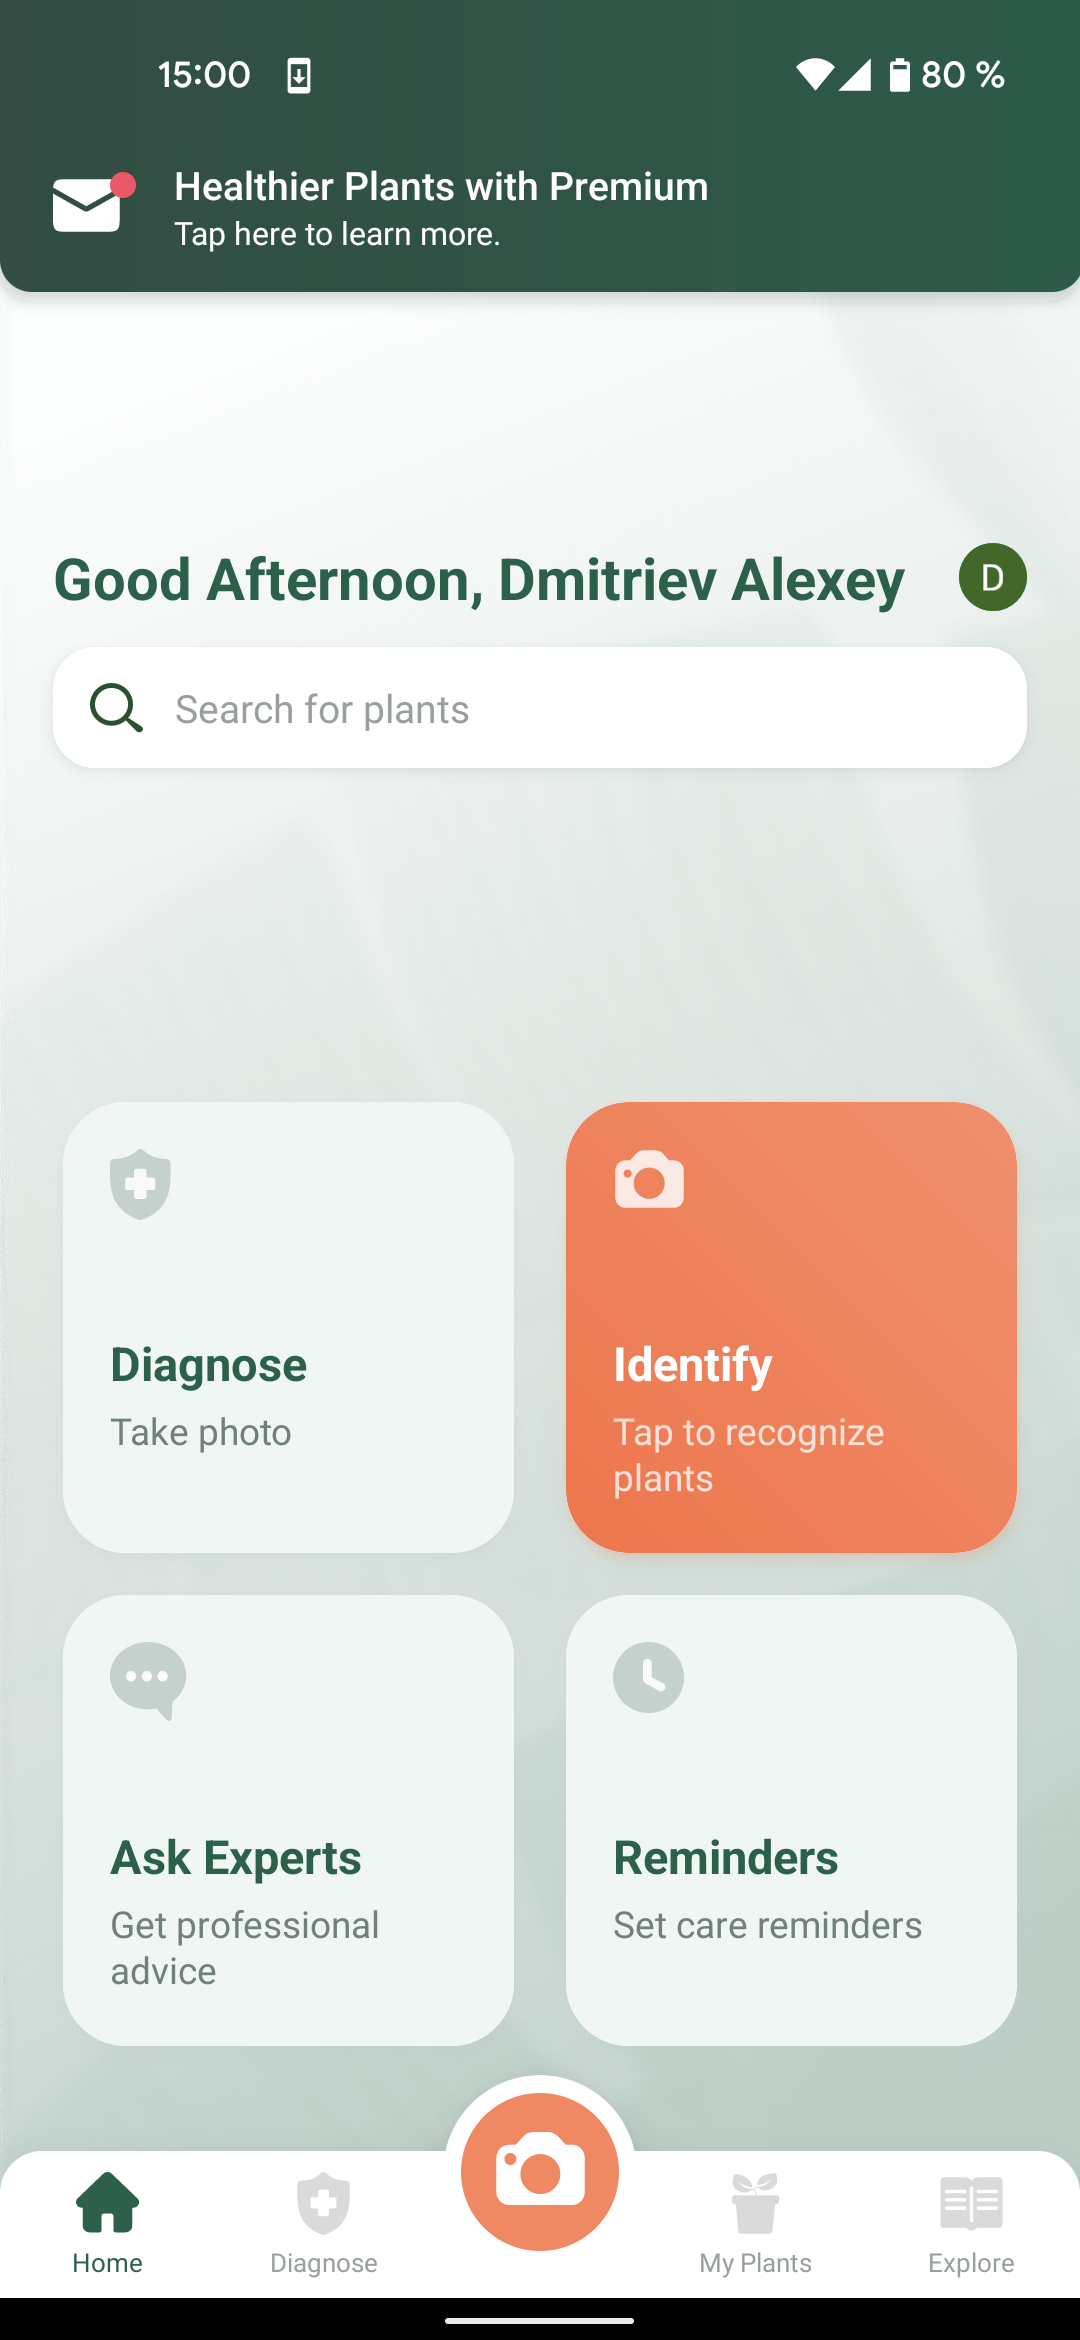 15:00
80 %
Healthier Plants with Premium
Tap here to learn more.
Good Afternoon, Dmitriev Alexey
D
Search for plants
Diagnose
Take photo
Identify
Tap to recognize
plants
Ask Experts
Get professional
advice
Reminders
Set care reminders
Home
Diagnose
My Plants
Explore